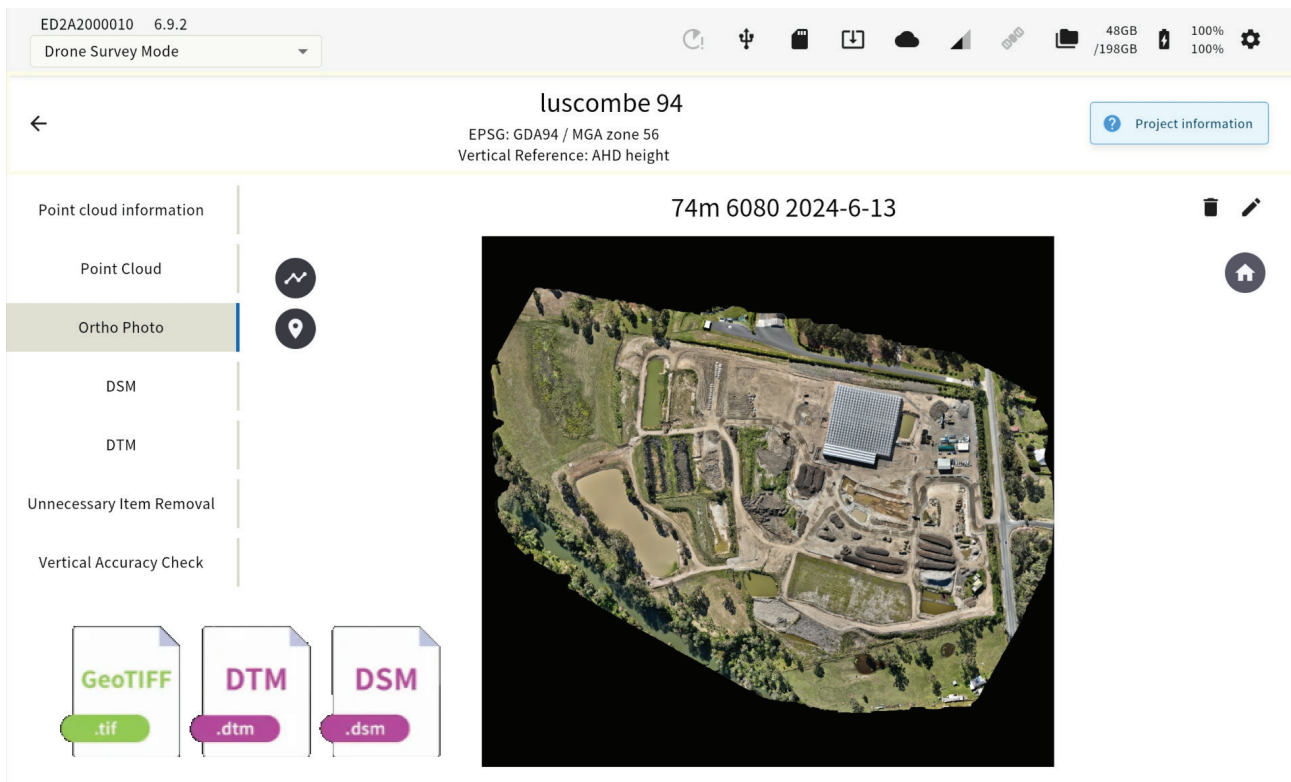 ED2A2000010 6.9.2
Drone Survey Mode
48GB
/198GB
100%
100%
luscombe 94
EPSG: GDA94 / MGA zone 56
Vertical Reference: AHD height
Project information
Point cloud information
Point Cloud
Ortho Photo
DSM
DTM
Unnecessary Item Removal
Vertical Accuracy Check
74m 6080 2024-6-13
GeoTIFF
.tif
DTM
.dtm
DSM
.dsm